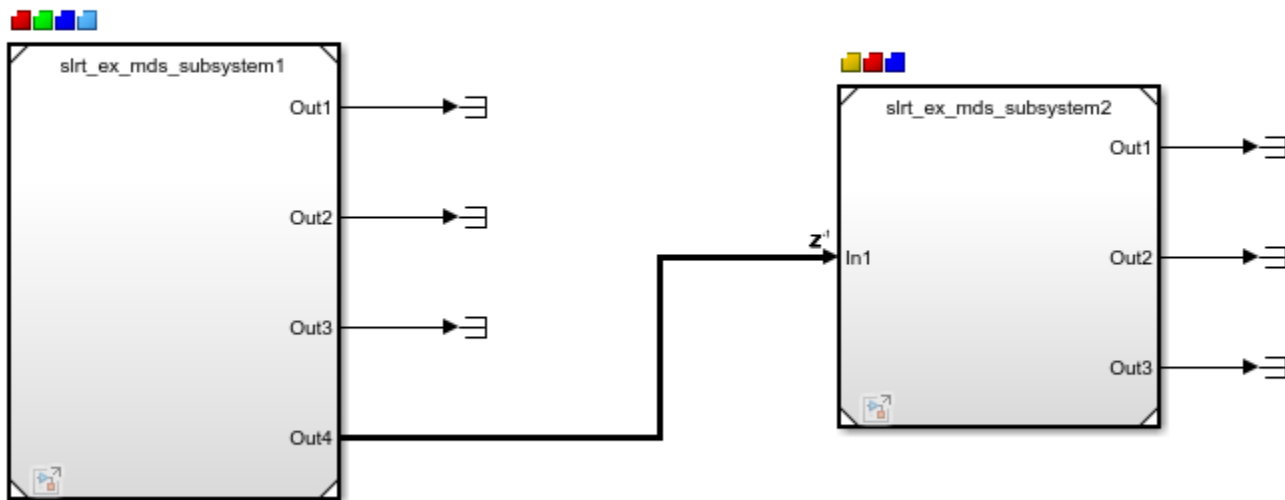 slrt_ex_mds_subsystem1
Out1
Out2
Out3
Out4
slrt_ex_mds_subsystem2
z-1
In1
Out1
Out2
Out3